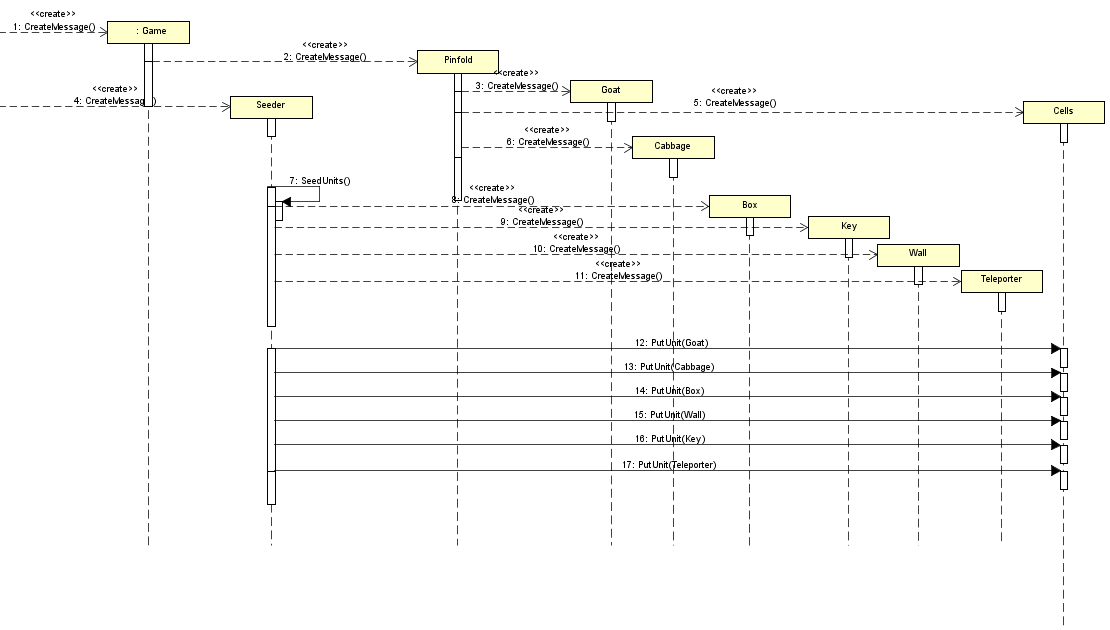 <<create>>
1: CreateMessage()
: Game
<<create>>
2: CreateMessage()
Pinfold
<<create>>
3: CreateMessage()
Goat
<<create>>
4: CreateMessage()
Seeder
<<create>>
5: CreateMessage()
Cells
<<create>>
6: CreateMessage()
Cabbage
7: SeedUnits()
<<create>>
8: CreateMessage()
Box
<<create>>
9: CreateMessage()
Key
<<create>>
10: CreateMessage()
Wall
<<create>>
11: CreateMessage()
Teleporter
12: PutUnit(Goat)
13: PutUnit(Cabbage)
14: PutUnit(Box)
15: PutUnit(Wall)
16: PutUnit(Key)
17: PutUnit(Teleporter)